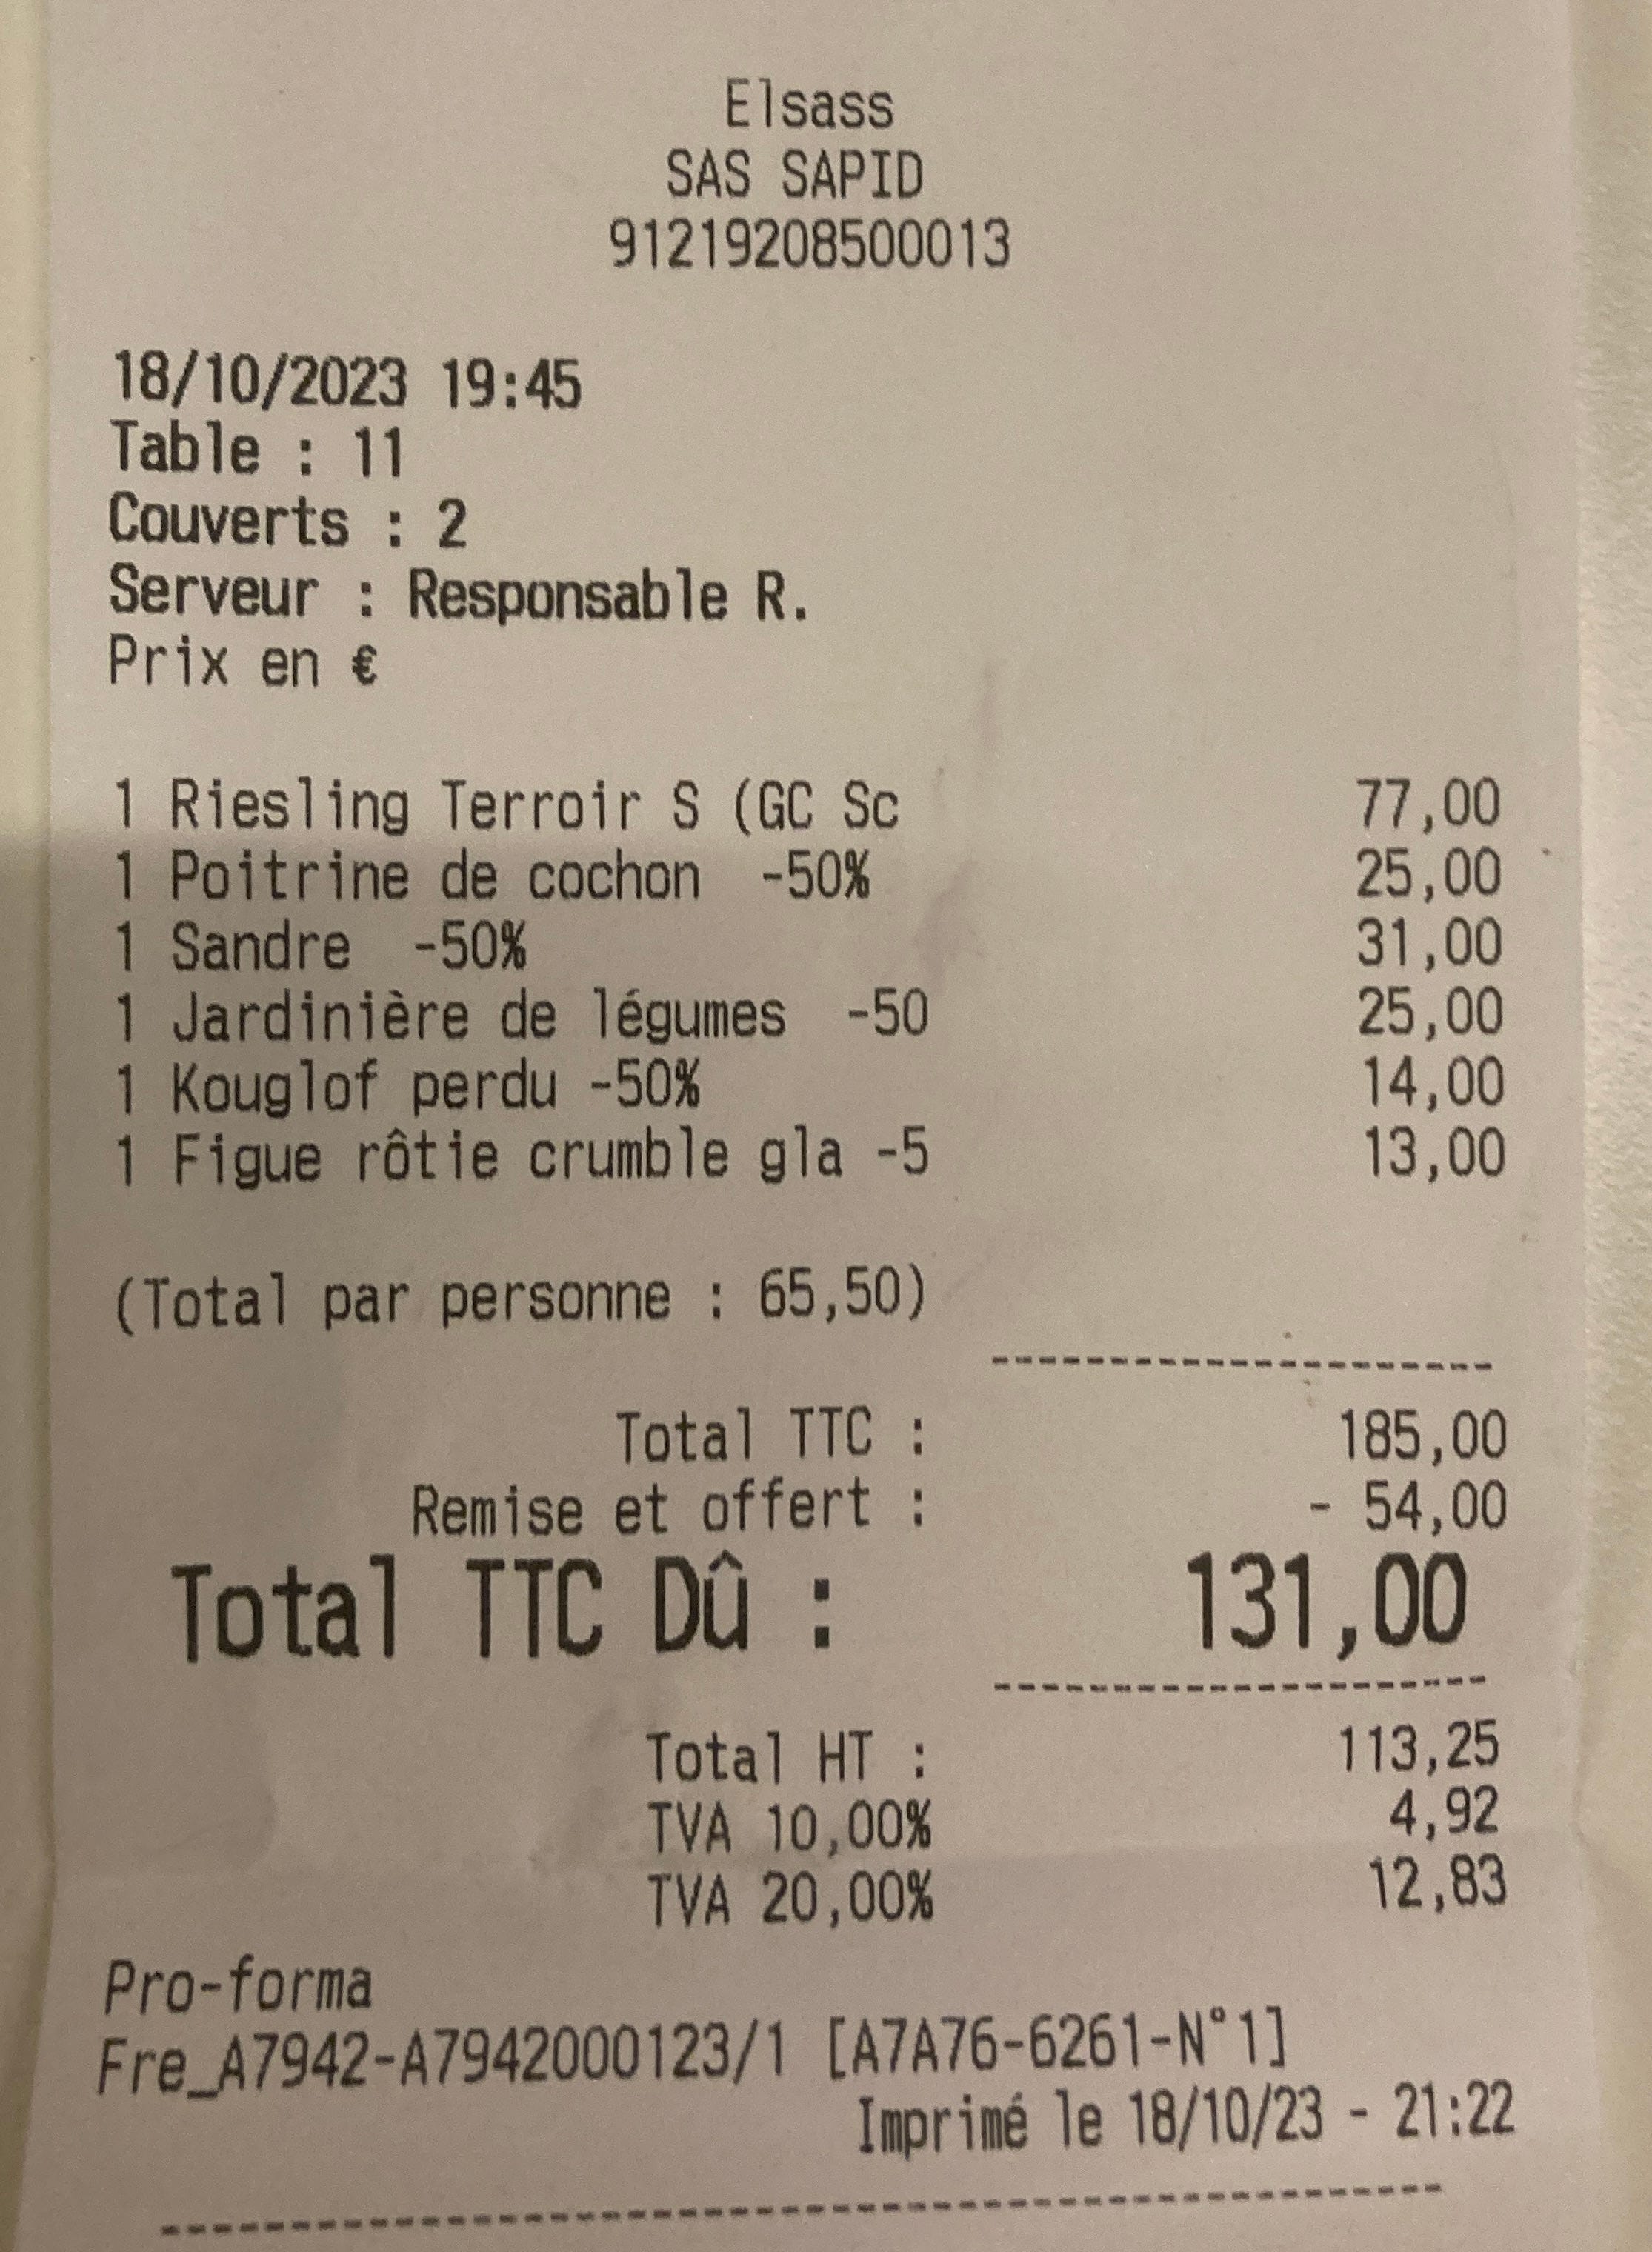 Elsass
SAS SAPID
91219208500013
18/10/2023 19:45
Table : 11
Couverts : 2
Serveur : Responsable R.
Prix en €
1 Riesling Terroir S (GC Sc 77,00
1 Poitrine de cochon -50% 25,00
1 Sandre -50% 31,00
1 Jardinière de légumes -50 25,00
1 Kouglof perdu -50% 14,00
1 Figue rôtie crumble gla -5 13,00
(Total par personne : 65,50)
Total TTC : 185,00
Remise et offert : - 54,00
Total TTC Dû : 131,00
Total HT : 113,25
TVA 10,00% 4,92
TVA 20,00% 12,83
Pro-forma
Fre_A7942-A7942000123/1 [A7A76-6261-N°1]
Imprimé le 18/10/23 - 21:22